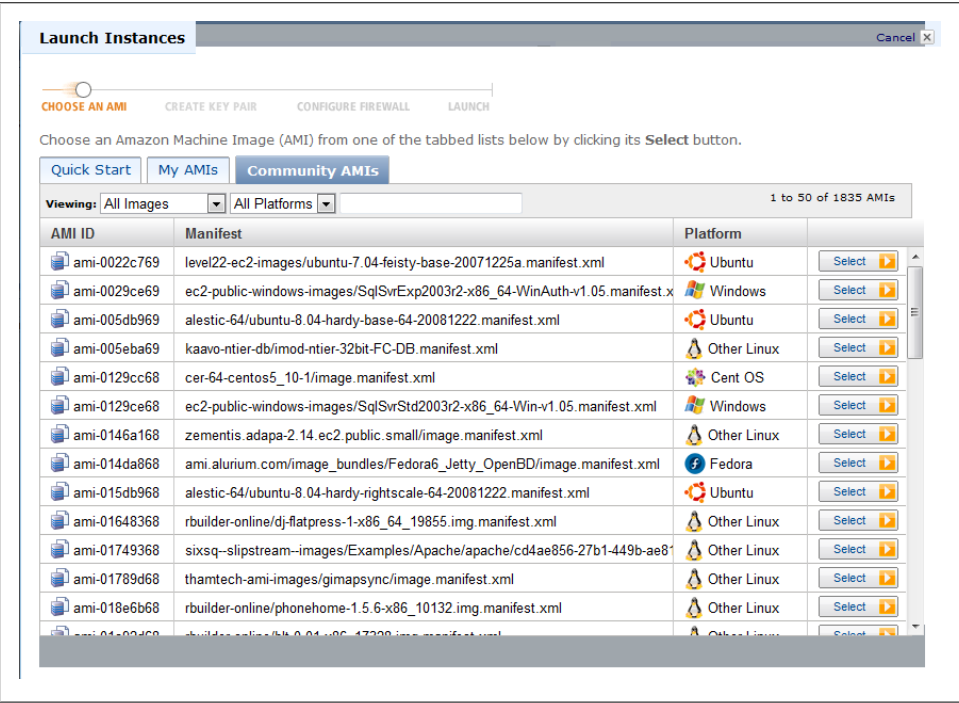 Launch Instances
Cancel
CHOOSE AN AMI CREATE KEY PAIR CONFIGURE FIREWALL LAUNCH
Choose an Amazon Machine Image (AMI) from one of the tabbed lists below by clicking its Select button.
Quick Start My AMIs Community AMIs
Viewing: All Images All Platforms 1 to 50 of 1835 AMIs
AMI ID Manifest Platform
ami-0022c769 level22-ec2-images/ubuntu-7.04-feisty-base-20071225a.manifest.xml Ubuntu Select
ami-0029ce69 ec2-public-windows-images/SqlSvrExp2003r2-x86_64-WinAuth-v1.05.manifest.x Windows Select
ami-005db969 alestic-64/ubuntu-8.04-hardy-base-64-20081222.manifest.xml Ubuntu Select
ami-005eba69 kaavo-ntier-db/imod-ntier-32bit-FC-DB.manifest.xml Other Linux Select
ami-0129cc68 cer-64-centos5_10-1/image.manifest.xml Cent OS Select
ami-0129ce68 ec2-public-windows-images/SqlSvrStd2003r2-x86_64-Win-v1.05.manifest.xml Windows Select
ami-0146a168 zementis.adapa-2.14.ec2.public.small/image.manifest.xml Other Linux Select
ami-014da868 ami.alurium.com/image_bundles/Fedora6_Jetty_OpenBD/image.manifest.xml Fedora Select
ami-015db968 alestic-64/ubuntu-8.04-hardy-rightscale-64-20081222.manifest.xml Ubuntu Select
ami-01648368 rbuilder-online/dj-flatpress-1-x86_64_19855.img.manifest.xml Other Linux Select
ami-01749368 sixsq--slipstream--images/Examples/Apache/apache/cd4ae856-27b1-449b-ae81 Other Linux Select
ami-01789d68 thamtech-ami-images/gimapsync/image.manifest.xml Other Linux Select
ami-018e6b68 rbuilder-online/phonehome-1.5.6-x86_10132.img.manifest.xml Other Linux Select
Other Linux Select